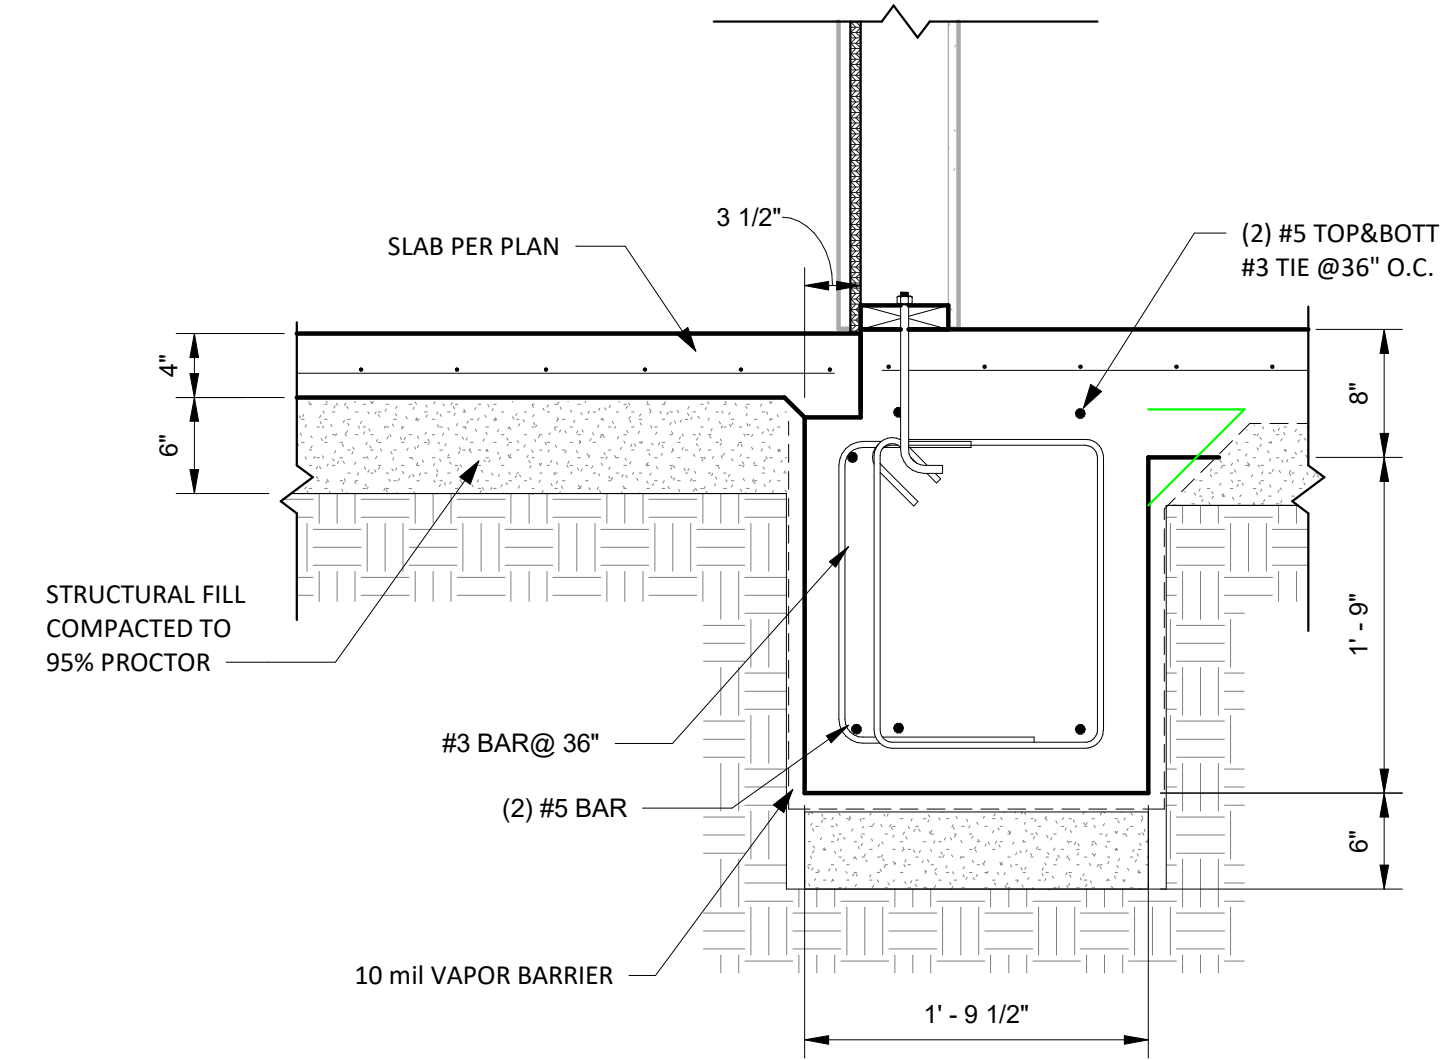 3 1/2"
SLAB PER PLAN
(2) #5 TOP&BOTT
#3 TIE @36" O.C.
4"
6"
8"
STRUCTURAL FILL
COMPACTED TO
95% PROCTOR
1' - 9"
#3 BAR@ 36"
(2) #5 BAR
6"
10 mil VAPOR BARRIER
1' - 9 1/2"